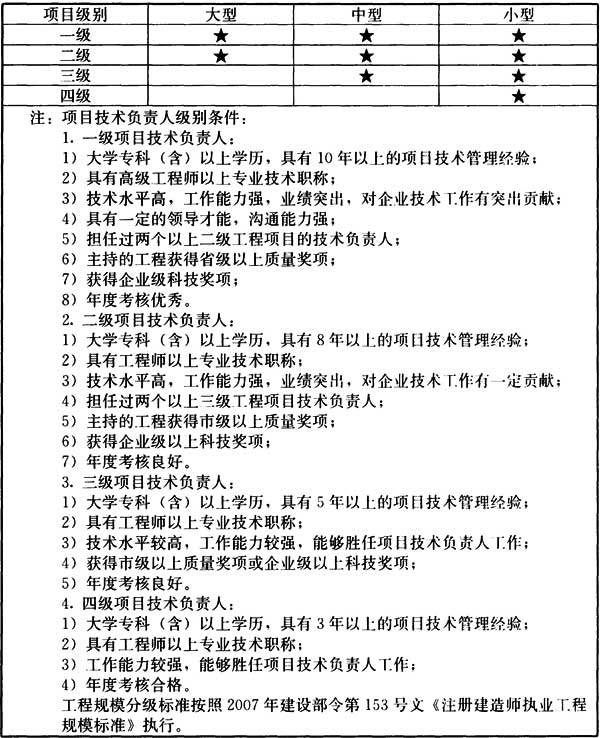 项目级别 大型 中型 小型
一级 ★ ★ ★
二级 ★ ★ ★
三级 ★ ★
四级 ★
注：项目技术负责人级别条件：
1. 一级项目技术负责人：
1）大学专科（含）以上学历，具有 10 年以上的项目技术管理经验；
2）具有高级工程师以上专业技术职称；
3）技术水平高，工作能力强，业绩突出，对企业技术工作有突出贡献；
4）具有一定的领导才能，沟通能力强；
5）担任过两个以上二级工程项目的技术负责人；
6）主持的工程获得省级以上质量奖项；
7）获得企业级科技奖项；
8）年度考核优秀。
2. 二级项目技术负责人：
1）大学专科（含）以上学历，具有 8 年以上的项目技术管理经验；
2）具有工程师以上专业技术职称；
3）技术水平高，工作能力强，业绩突出，对企业技术工作有一定贡献；
4）担任过两个以上三级工程项目技术负责人；
5）主持的工程获得市级以上质量奖项；
6）获得企业级以上科技奖项；
7）年度考核良好。
3. 三级项目技术负责人：
1）大学专科（含）以上学历，具有 5 年以上的项目技术管理经验；
2）具有工程师以上专业技术职称；
3）技术水平较高，工作能力较强，能够胜任项目技术负责人工作；
4）获得市级以上质量奖项或企业级以上科技奖项；
5）年度考核良好。
4. 四级项目技术负责人：
1）大学专科（含）以上学历，具有 3 年以上的项目技术管理经验；
2）具有工程师以上专业技术职称；
3）工作能力较强，能够胜任项目技术负责人工作；
4）年度考核合格。
工程规模分级标准按照 2007 年建设部令第 153 号文《注册建造师执业工程
规模标准》执行。